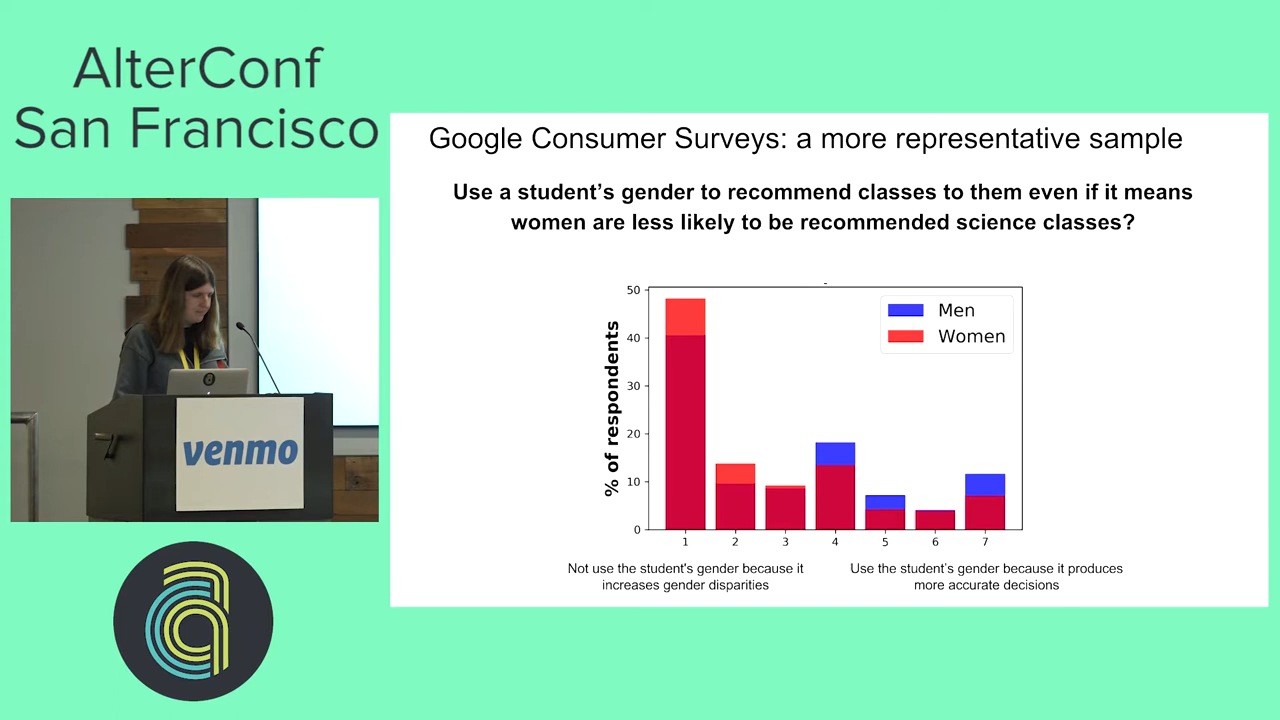 AlterConf
San Francisco
Google Consumer Surveys: a more representative sample
Use a student's gender to recommend classes to them even if it means
women are less likely to be recommended science classes?
% of respondents
50
40
30
20
10
0
1 2 3 4 5 6 7
Men
Women
Not use the student's gender because it
increases gender disparities
Use the student's gender because it produces
more accurate decisions
venmo